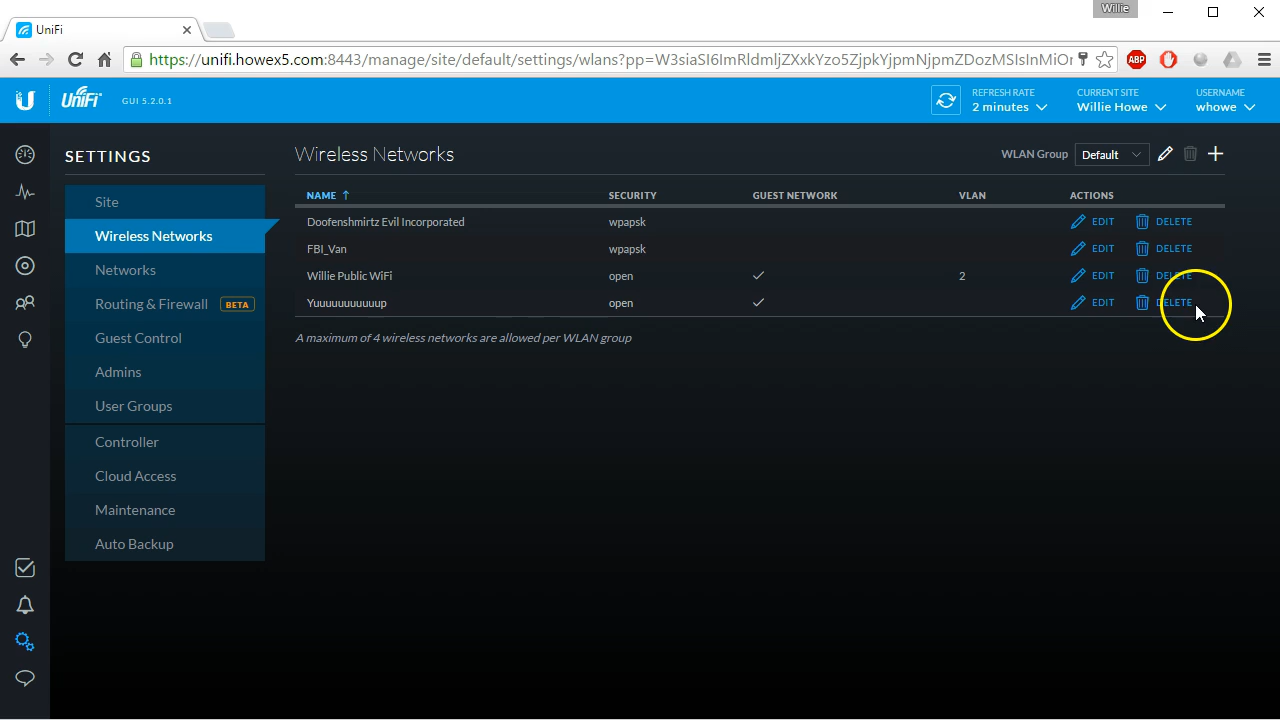 Willie
UniFi
https://unifi.howex5.com:8443/manage/site/default/settings/wlans?pp=
ABP
U UniFi GUI 5.2.0.1
REFRESH RATE CURRENT SITE USERNAME
2 minutes Willie Howe whowe
SETTINGS
Site
Wireless Networks
Networks
Routing & Firewall BETA
Guest Control
Admins
User Groups
Controller
Cloud Access
Maintenance
Auto Backup
Wireless Networks
WLAN Group Default
NAME ↑ SECURITY GUEST NETWORK VLAN ACTIONS
Doofenshmirtz Evil Incorporated wpapsk EDIT DELETE
FBI_Van wpapsk EDIT DELETE
Willie Public WiFi open ✓ 2 EDIT DELETE
Yuuuuuuuuuuup open ✓ EDIT DELETE
A maximum of 4 wireless networks are allowed per WLAN group